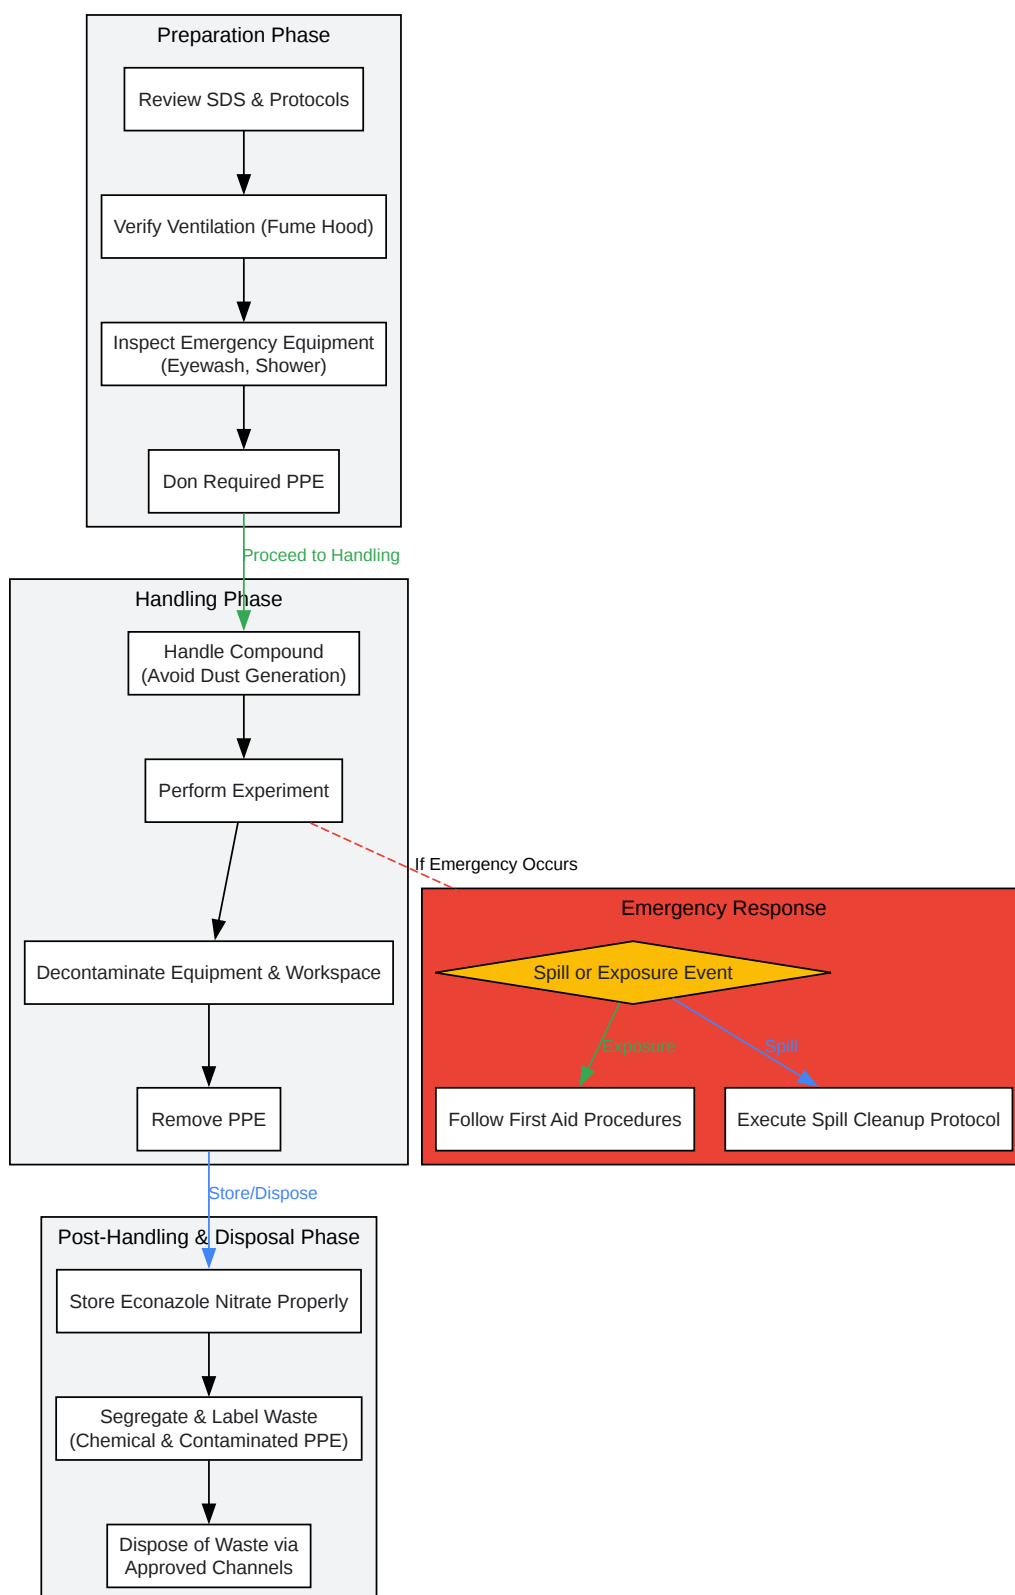 Preparation Phase
Review SDS & Protocols
Verify Ventilation (Fume Hood)
Inspect Emergency Equipment
(Eyewash, Shower)
Don Required PPE
Proceed to Handling
Handling Phase
Handle Compound
(Avoid Dust Generation)
Perform Experiment
If Emergency Occurs
Emergency Response
Spill or Exposure Event
Decontaminate Equipment & Workspace
Exposure
Spill
Remove PPE
Follow First Aid Procedures
Execute Spill Cleanup Protocol
Store/Dispose
Post-Handling & Disposal Phase
Store Econazole Nitrate Properly
Segregate & Label Waste
(Chemical & Contaminated PPE)
Dispose of Waste via
Approved Channels